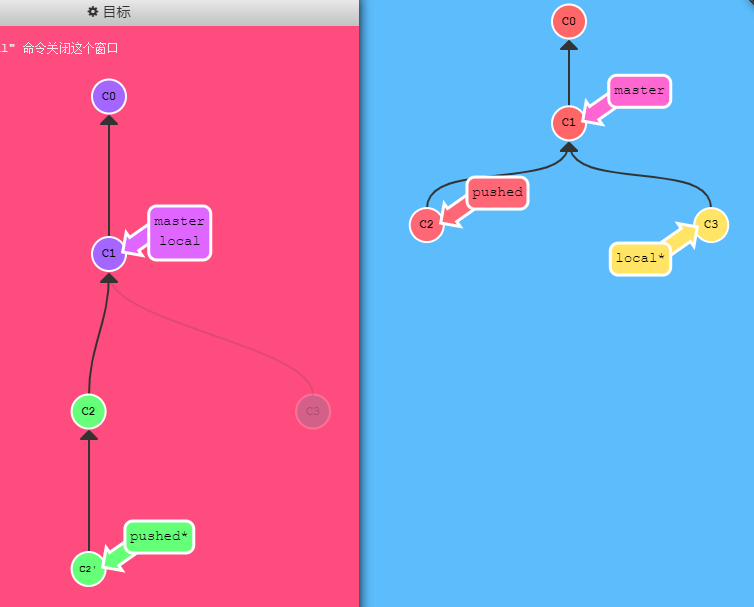 目标
l” 命令关闭这个窗口
C0
master
local
C1
C2
C3
pushed*
C2'
C0
master
C1
pushed
C2
C3
local*